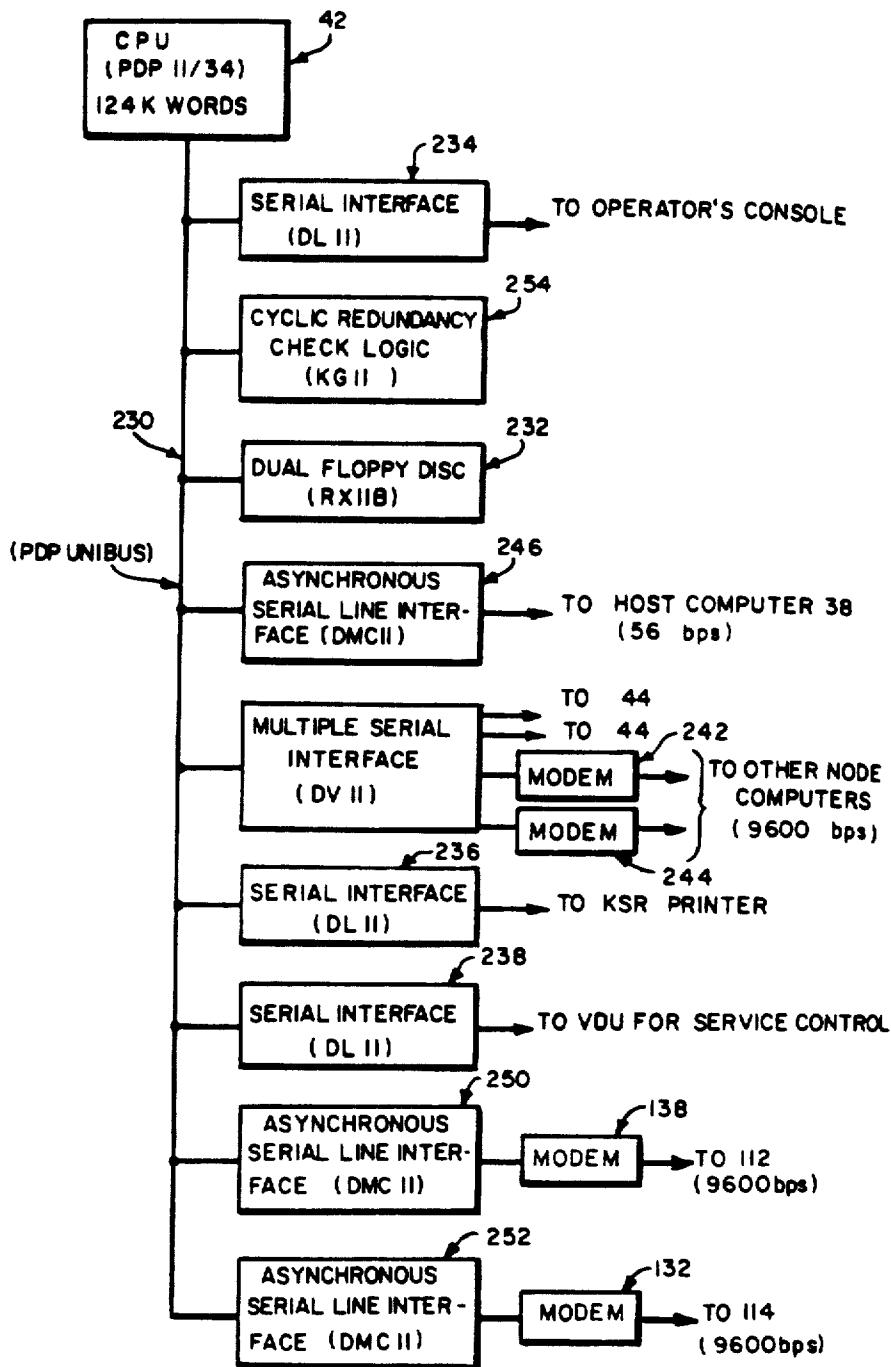 42
CPU
(PDP 11/34)
124K WORDS
234
SERIAL INTERFACE
(DL 11)
TO OPERATOR'S CONSOLE
254
CYCLIC REDUNDANCY
CHECK LOGIC
(KG11 )
230
232
DUAL FLOPPY DISC
(RX11B)
(PDP UNIBUS)
246
ASYNCHRONOUS
SERIAL LINE INTER-
FACE (DMC11)
TO HOST COMPUTER 38
(56 bps)
TO 44
TO 44
MULTIPLE SERIAL
INTERFACE
(DV 11)
242
MODEM
TO OTHER NODE
COMPUTERS
(9600 bps)
MODEM
244
236
SERIAL INTERFACE
(DL 11)
TO KSR PRINTER
238
SERIAL INTERFACE
(DL 11)
TO VDU FOR SERVICE CONTROL
250
ASYNCHRONOUS
SERIAL LINE INTER-
FACE (DMC 11)
138
MODEM
TO 112
(9600bps)
252
ASYNCHRONOUS
SERIAL LINE INTER-
FACE (DMC 11)
132
MODEM
TO 114
(9600bps)